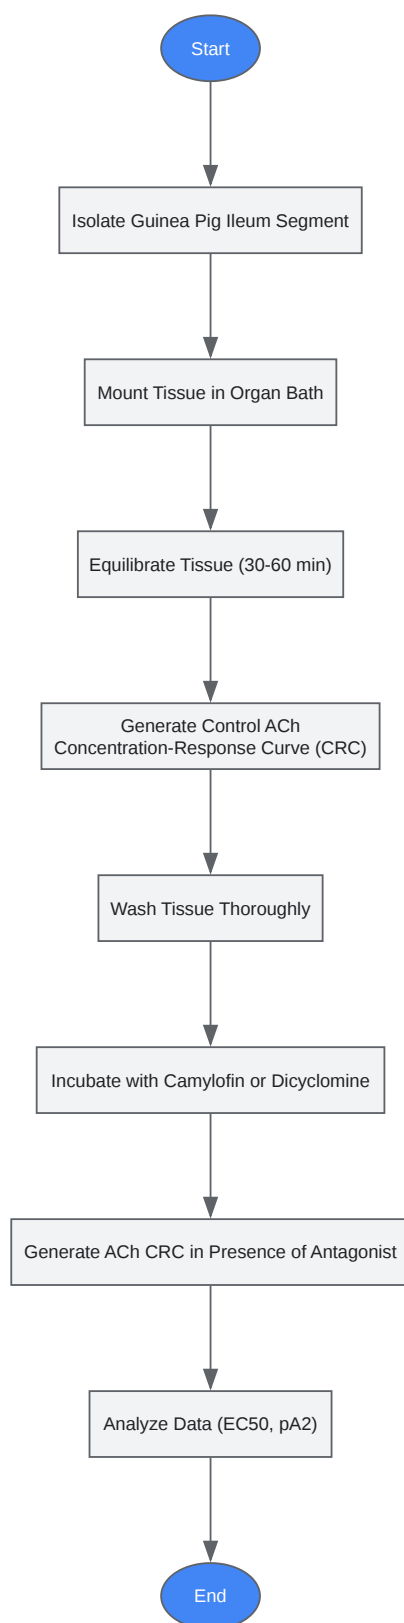 Start
Isolate Guinea Pig Ileum Segment
Mount Tissue in Organ Bath
Equilibrate Tissue (30-60 min)
Generate Control ACh
Concentration-Response Curve (CRC)
Wash Tissue Thoroughly
Incubate with Camylofin or Dicyclomine
Generate ACh CRC in Presence of Antagonist
Analyze Data (EC50, pA2)
End